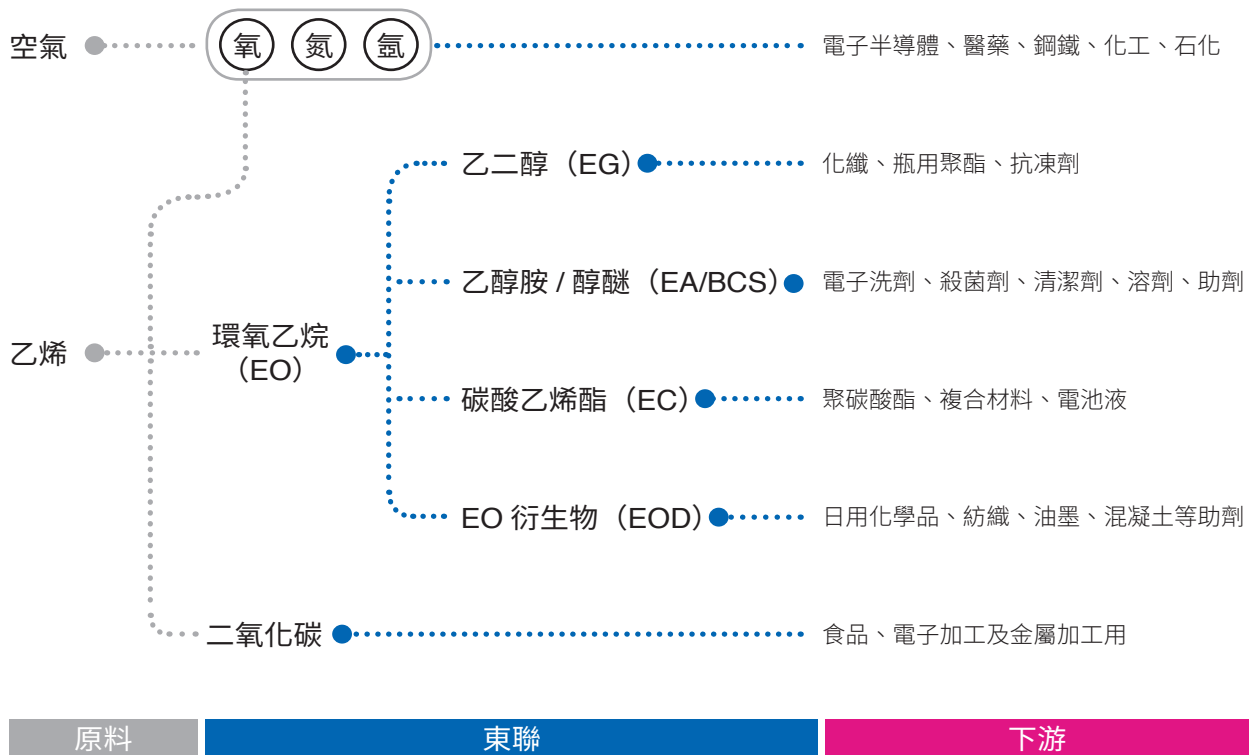 空氣
氧 氮 氬
電子半導體、醫藥、鋼鐵、化工、石化
乙二醇（EG）
化纖、瓶用聚酯、抗凍劑
乙醇胺 / 醇醚（EA/BCS）
電子洗劑、殺菌劑、清潔劑、溶劑、助劑
乙烯
環氧乙烷
（EO）
碳酸乙烯酯（EC）
聚碳酸酯、複合材料、電池液
EO 衍生物（EOD）
日用化學品、紡織、油墨、混凝土等助劑
二氧化碳
食品、電子加工及金屬加工用
原料
東聯
下游